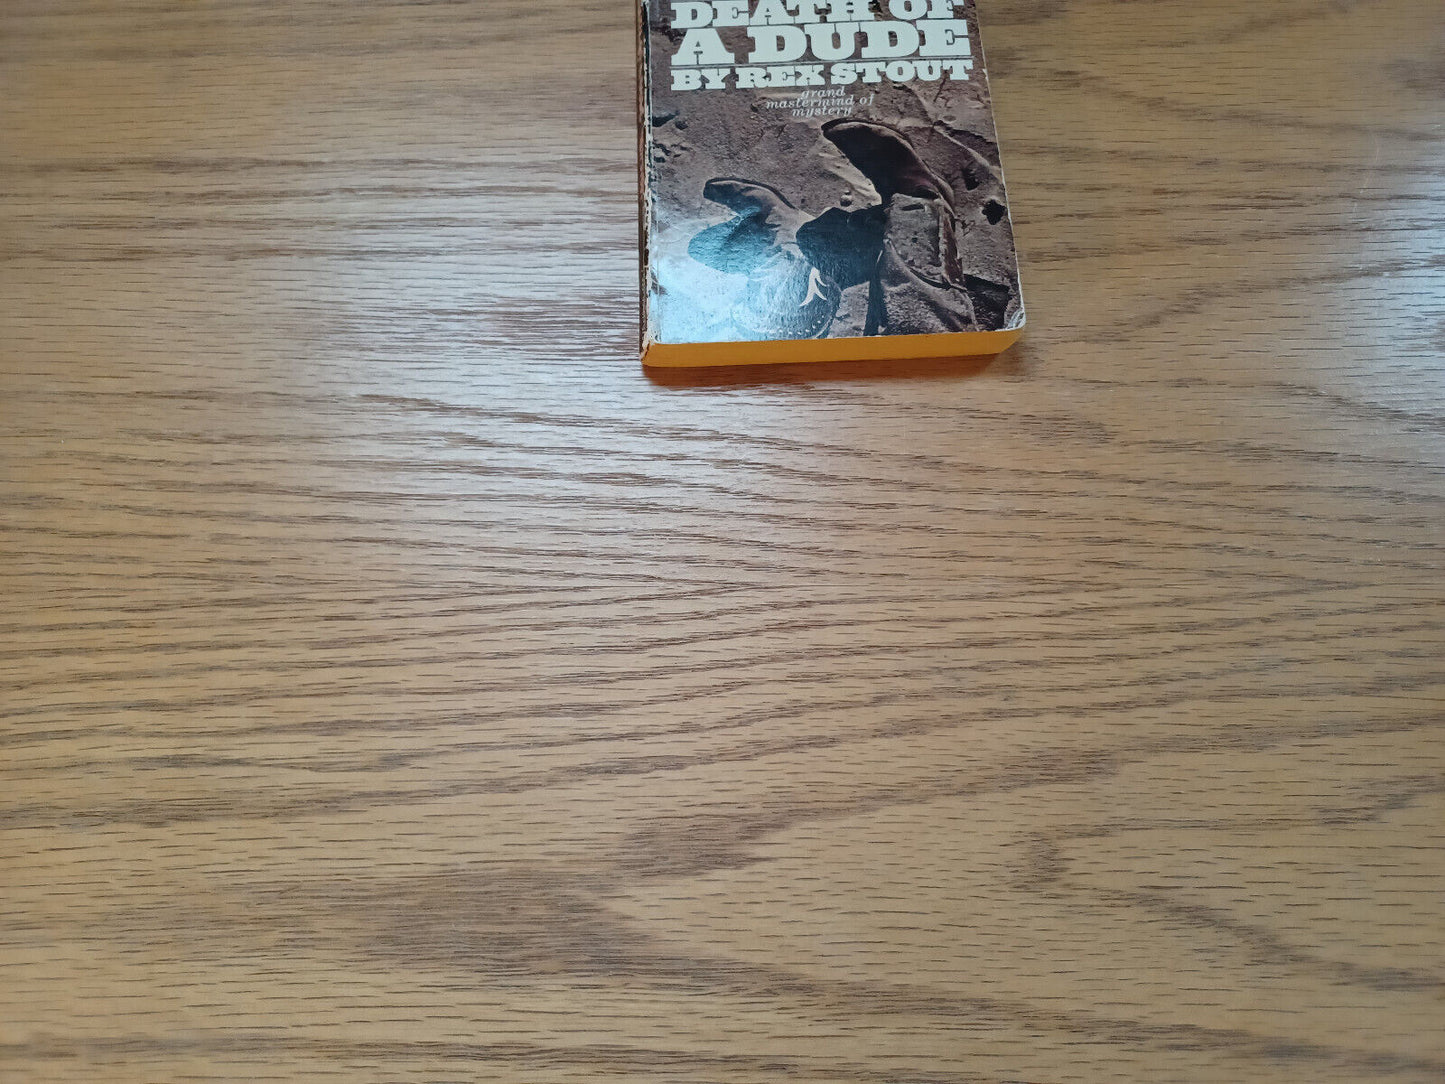 DEATH OF
A DUDE
BY REX STOUT
grand
mastermind of
mystery